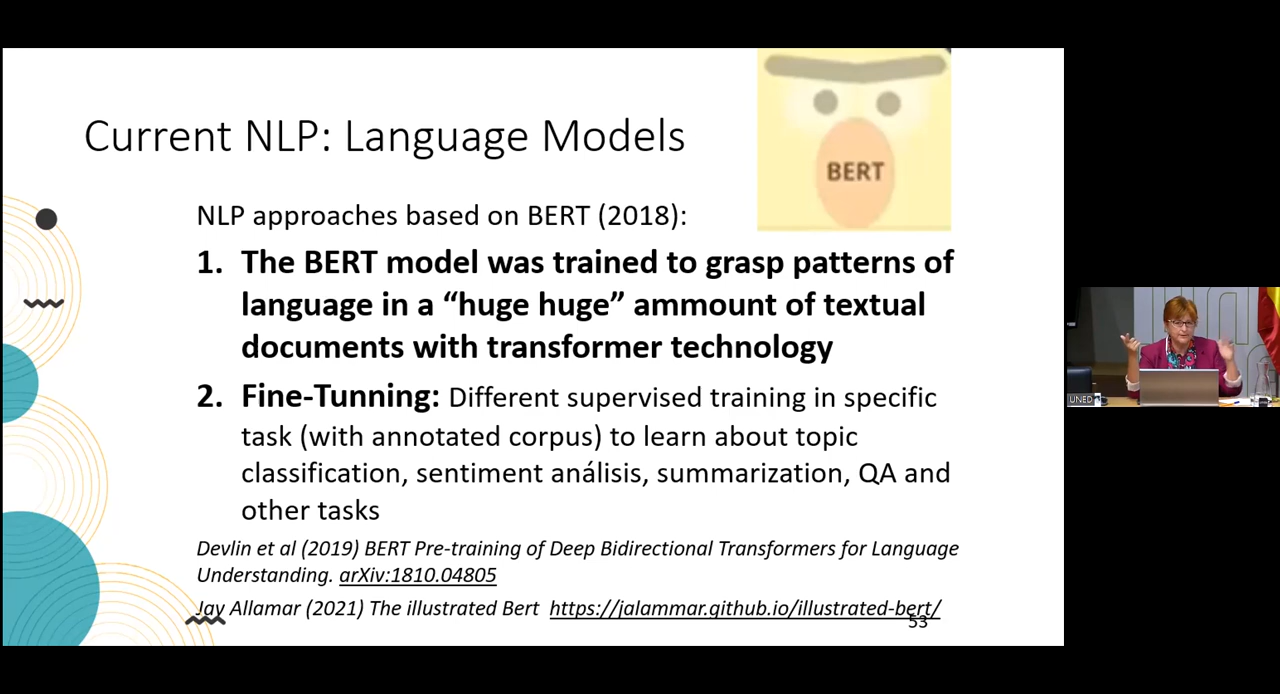 BERT
Current NLP: Language Models
NLP approaches based on BERT (2018):
1. The BERT model was trained to grasp patterns of
language in a “huge huge” ammount of textual
documents with transformer technology
2. Fine-Tunning: Different supervised training in specific
task (with annotated corpus) to learn about topic
classification, sentiment análisis, summarization, QA and
other tasks
Devlin et al (2019) BERT Pre-training of Deep Bidirectional Transformers for Language
Understanding. arXiv:1810.04805
Jay Allamar (2021) The illustrated Bert https://jalammar.github.io/illustrated-bert/
53
UNED